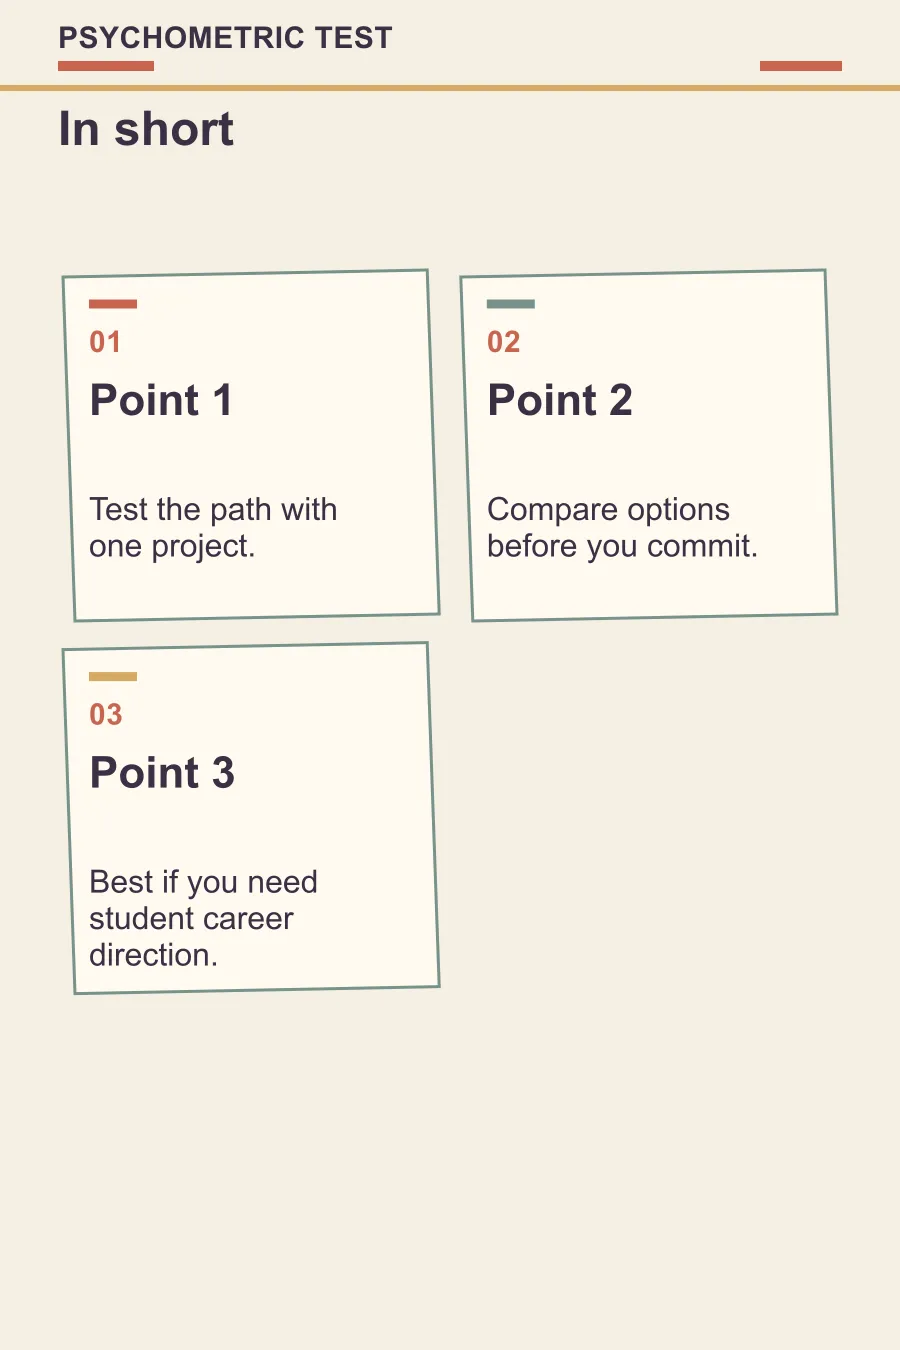 PSYCHOMETRIC TEST
In short
01
Point 1
Test the path with
one project.
02
Point 2
Compare options
before you commit.
03
Point 3
Best if you need
student career
direction.